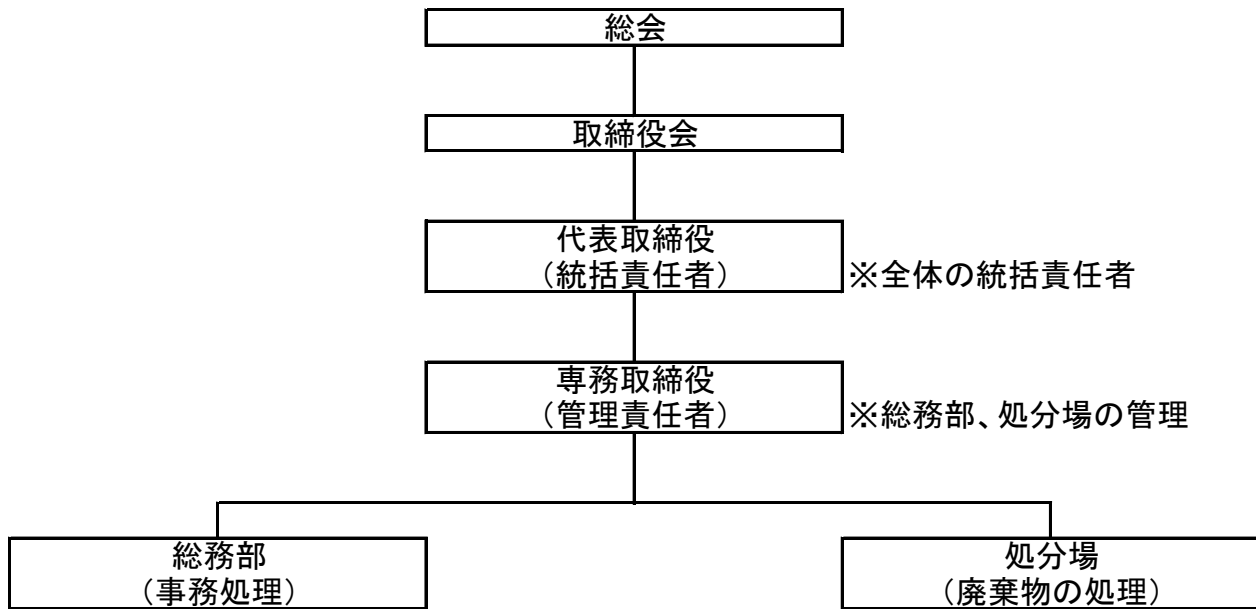 総会
取締役会
代表取締役
（統括責任者）
※全体の統括責任者
専務取締役
（管理責任者）
※総務部、処分場の管理
総務部
（事務処理）
処分場
（廃棄物の処理）